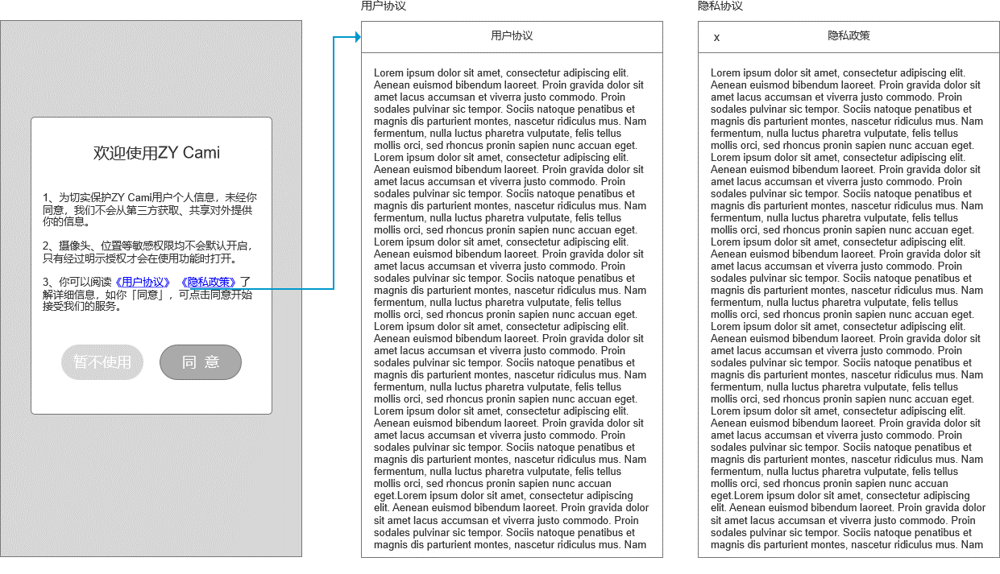 欢迎使用ZY Cami
1、为切实保护ZY Cami用户个人信息，未经你
同意，我们不会从第三方获取、共享对外提供
你的信息。
2、摄像头、位置等敏感权限均不会默认开启，
只有经过明示授权才会在使用功能时打开。
3、你可以阅读《用户协议》 《隐私政策》了
解详细信息，如你「同意」，可点击同意开始
接受我们的服务。
暂不使用
同 意
用户协议
用户协议
Lorem ipsum dolor sit amet, consectetur adipiscing elit.
Aenean euismod bibendum laoreet. Proin gravida dolor sit
amet lacus accumsan et viverra justo commodo. Proin
sodales pulvinar sic tempor. Sociis natoque penatibus et
magnis dis parturient montes, nascetur ridiculus mus. Nam
fermentum, nulla luctus pharetra vulputate, felis tellus
mollis orci, sed rhoncus pronin sapien nunc accuan eget.
Lorem ipsum dolor sit amet, consectetur adipiscing elit.
Aenean euismod bibendum laoreet. Proin gravida dolor sit
amet lacus accumsan et viverra justo commodo. Proin
sodales pulvinar sic tempor. Sociis natoque penatibus et
magnis dis parturient montes, nascetur ridiculus mus. Nam
fermentum, nulla luctus pharetra vulputate, felis tellus
mollis orci, sed rhoncus pronin sapien nunc accuan eget.
Lorem ipsum dolor sit amet, consectetur adipiscing elit.
Aenean euismod bibendum laoreet. Proin gravida dolor sit
amet lacus accumsan et viverra justo commodo. Proin
sodales pulvinar sic tempor. Sociis natoque penatibus et
magnis dis parturient montes, nascetur ridiculus mus. Nam
fermentum, nulla luctus pharetra vulputate, felis tellus
mollis orci, sed rhoncus pronin sapien nunc accuan eget.
Lorem ipsum dolor sit amet, consectetur adipiscing elit.
Aenean euismod bibendum laoreet. Proin gravida dolor sit
amet lacus accumsan et viverra justo commodo. Proin
sodales pulvinar sic tempor. Sociis natoque penatibus et
magnis dis parturient montes, nascetur ridiculus mus. Nam
fermentum, nulla luctus pharetra vulputate, felis tellus
mollis orci, sed rhoncus pronin sapien nunc accuan eget.
Lorem ipsum dolor sit amet, consectetur adipiscing elit.
Aenean euismod bibendum laoreet. Proin gravida dolor sit
amet lacus accumsan et viverra justo commodo. Proin
sodales pulvinar sic tempor. Sociis natoque penatibus et
magnis dis parturient montes, nascetur ridiculus mus. Nam
fermentum, nulla luctus pharetra vulputate, felis tellus
mollis orci, sed rhoncus pronin sapien nunc accuan
eget.Lorem ipsum dolor sit amet, consectetur adipiscing
elit. Aenean euismod bibendum laoreet. Proin gravida dolor
sit amet lacus accumsan et viverra justo commodo. Proin
sodales pulvinar sic tempor. Sociis natoque penatibus et
magnis dis parturient montes, nascetur ridiculus mus. Nam
隐私协议
x
隐私政策
Lorem ipsum dolor sit amet, consectetur adipiscing elit.
Aenean euismod bibendum laoreet. Proin gravida dolor sit
amet lacus accumsan et viverra justo commodo. Proin
sodales pulvinar sic tempor. Sociis natoque penatibus et
magnis dis parturient montes, nascetur ridiculus mus. Nam
fermentum, nulla luctus pharetra vulputate, felis tellus
mollis orci, sed rhoncus pronin sapien nunc accuan eget.
Lorem ipsum dolor sit amet, consectetur adipiscing elit.
Aenean euismod bibendum laoreet. Proin gravida dolor sit
amet lacus accumsan et viverra justo commodo. Proin
sodales pulvinar sic tempor. Sociis natoque penatibus et
magnis dis parturient montes, nascetur ridiculus mus. Nam
fermentum, nulla luctus pharetra vulputate, felis tellus
mollis orci, sed rhoncus pronin sapien nunc accuan eget.
Lorem ipsum dolor sit amet, consectetur adipiscing elit.
Aenean euismod bibendum laoreet. Proin gravida dolor sit
amet lacus accumsan et viverra justo commodo. Proin
sodales pulvinar sic tempor. Sociis natoque penatibus et
magnis dis parturient montes, nascetur ridiculus mus. Nam
fermentum, nulla luctus pharetra vulputate, felis tellus
mollis orci, sed rhoncus pronin sapien nunc accuan eget.
Lorem ipsum dolor sit amet, consectetur adipiscing elit.
Aenean euismod bibendum laoreet. Proin gravida dolor sit
amet lacus accumsan et viverra justo commodo. Proin
sodales pulvinar sic tempor. Sociis natoque penatibus et
magnis dis parturient montes, nascetur ridiculus mus. Nam
fermentum, nulla luctus pharetra vulputate, felis tellus
mollis orci, sed rhoncus pronin sapien nunc accuan eget.
Lorem ipsum dolor sit amet, consectetur adipiscing elit.
Aenean euismod bibendum laoreet. Proin gravida dolor sit
amet lacus accumsan et viverra justo commodo. Proin
sodales pulvinar sic tempor. Sociis natoque penatibus et
magnis dis parturient montes, nascetur ridiculus mus. Nam
fermentum, nulla luctus pharetra vulputate, felis tellus
mollis orci, sed rhoncus pronin sapien nunc accuan
eget.Lorem ipsum dolor sit amet, consectetur adipiscing
elit. Aenean euismod bibendum laoreet. Proin gravida dolor
sit amet lacus accumsan et viverra justo commodo. Proin
sodales pulvinar sic tempor. Sociis natoque penatibus et
magnis dis parturient montes, nascetur ridiculus mus. Nam